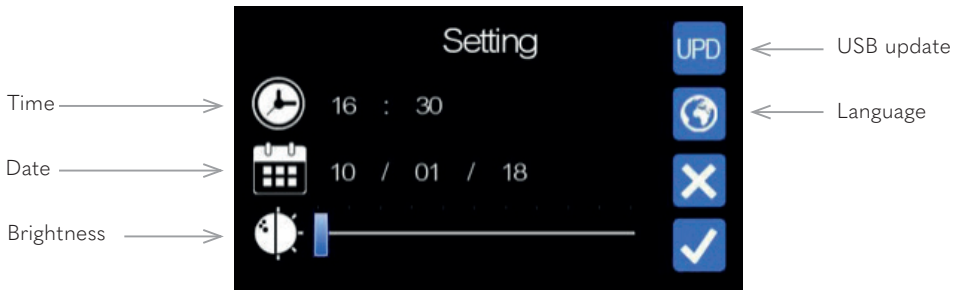 Setting
UPD
USB update
Time
16 : 30
Language
Date
10 / 01 / 18
Brightness